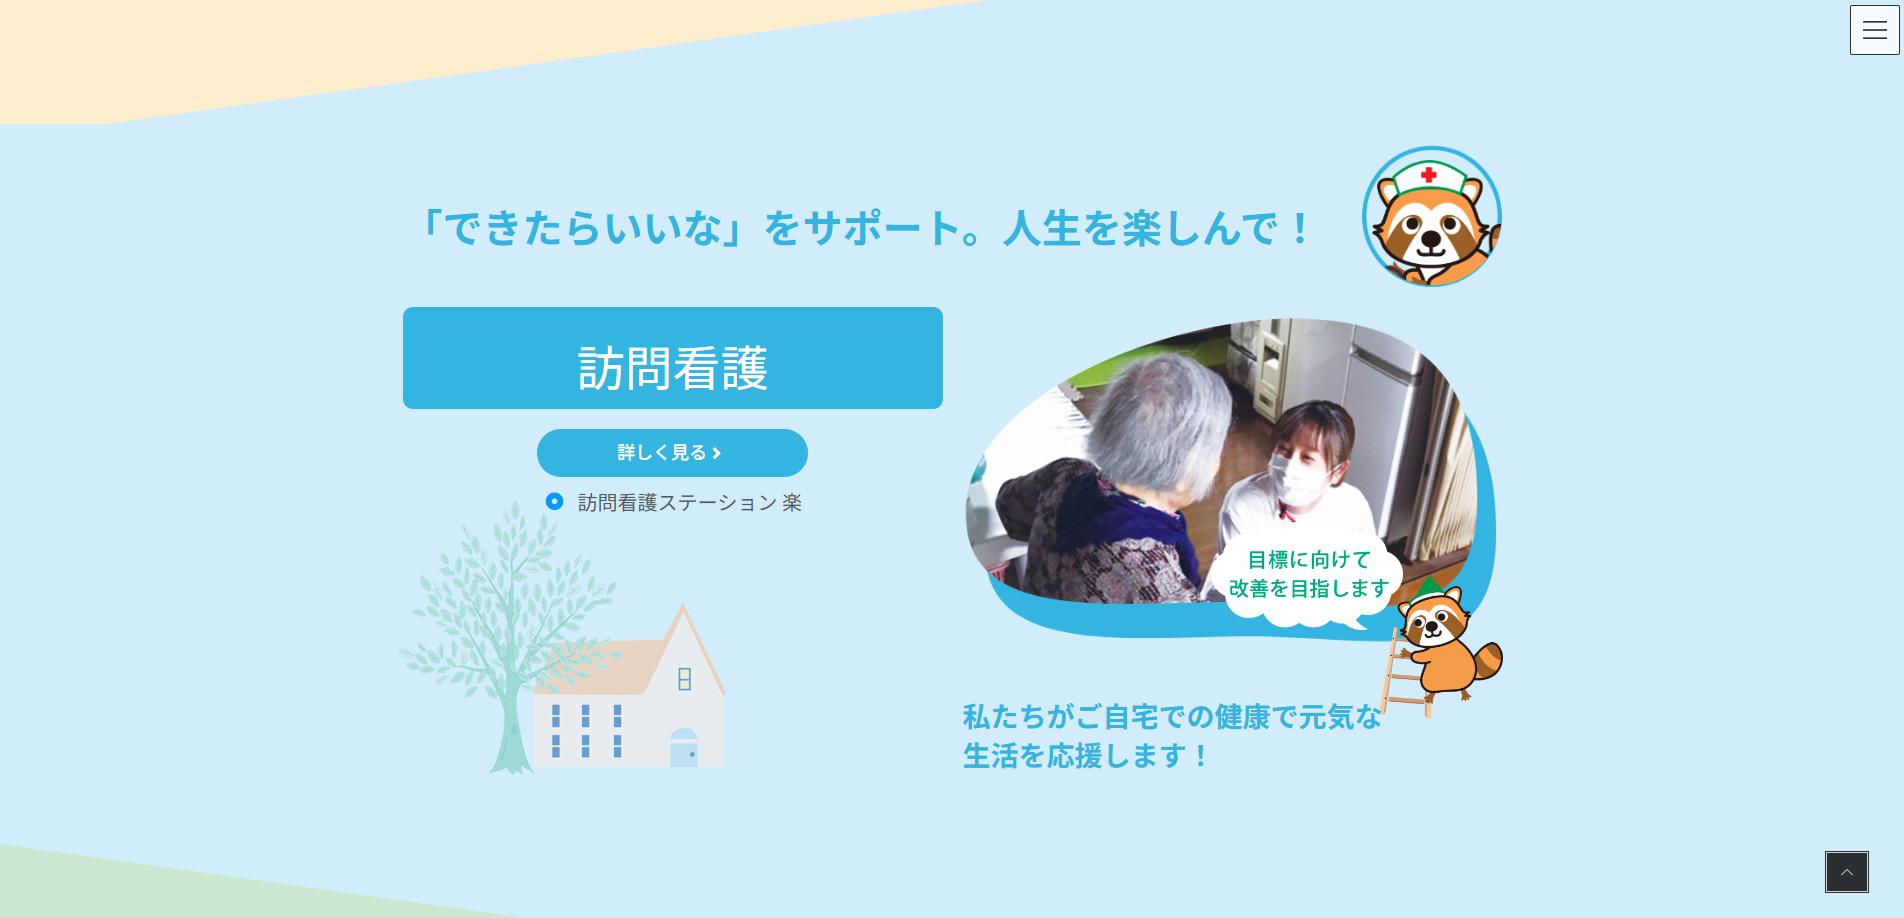 「できたらいいな」をサポート。人生を楽しんで！
訪問看護
詳しく見る
訪問看護ステーション 楽
目標に向けて
改善を目指します
私たちがご自宅での健康で元気な
生活を応援します！